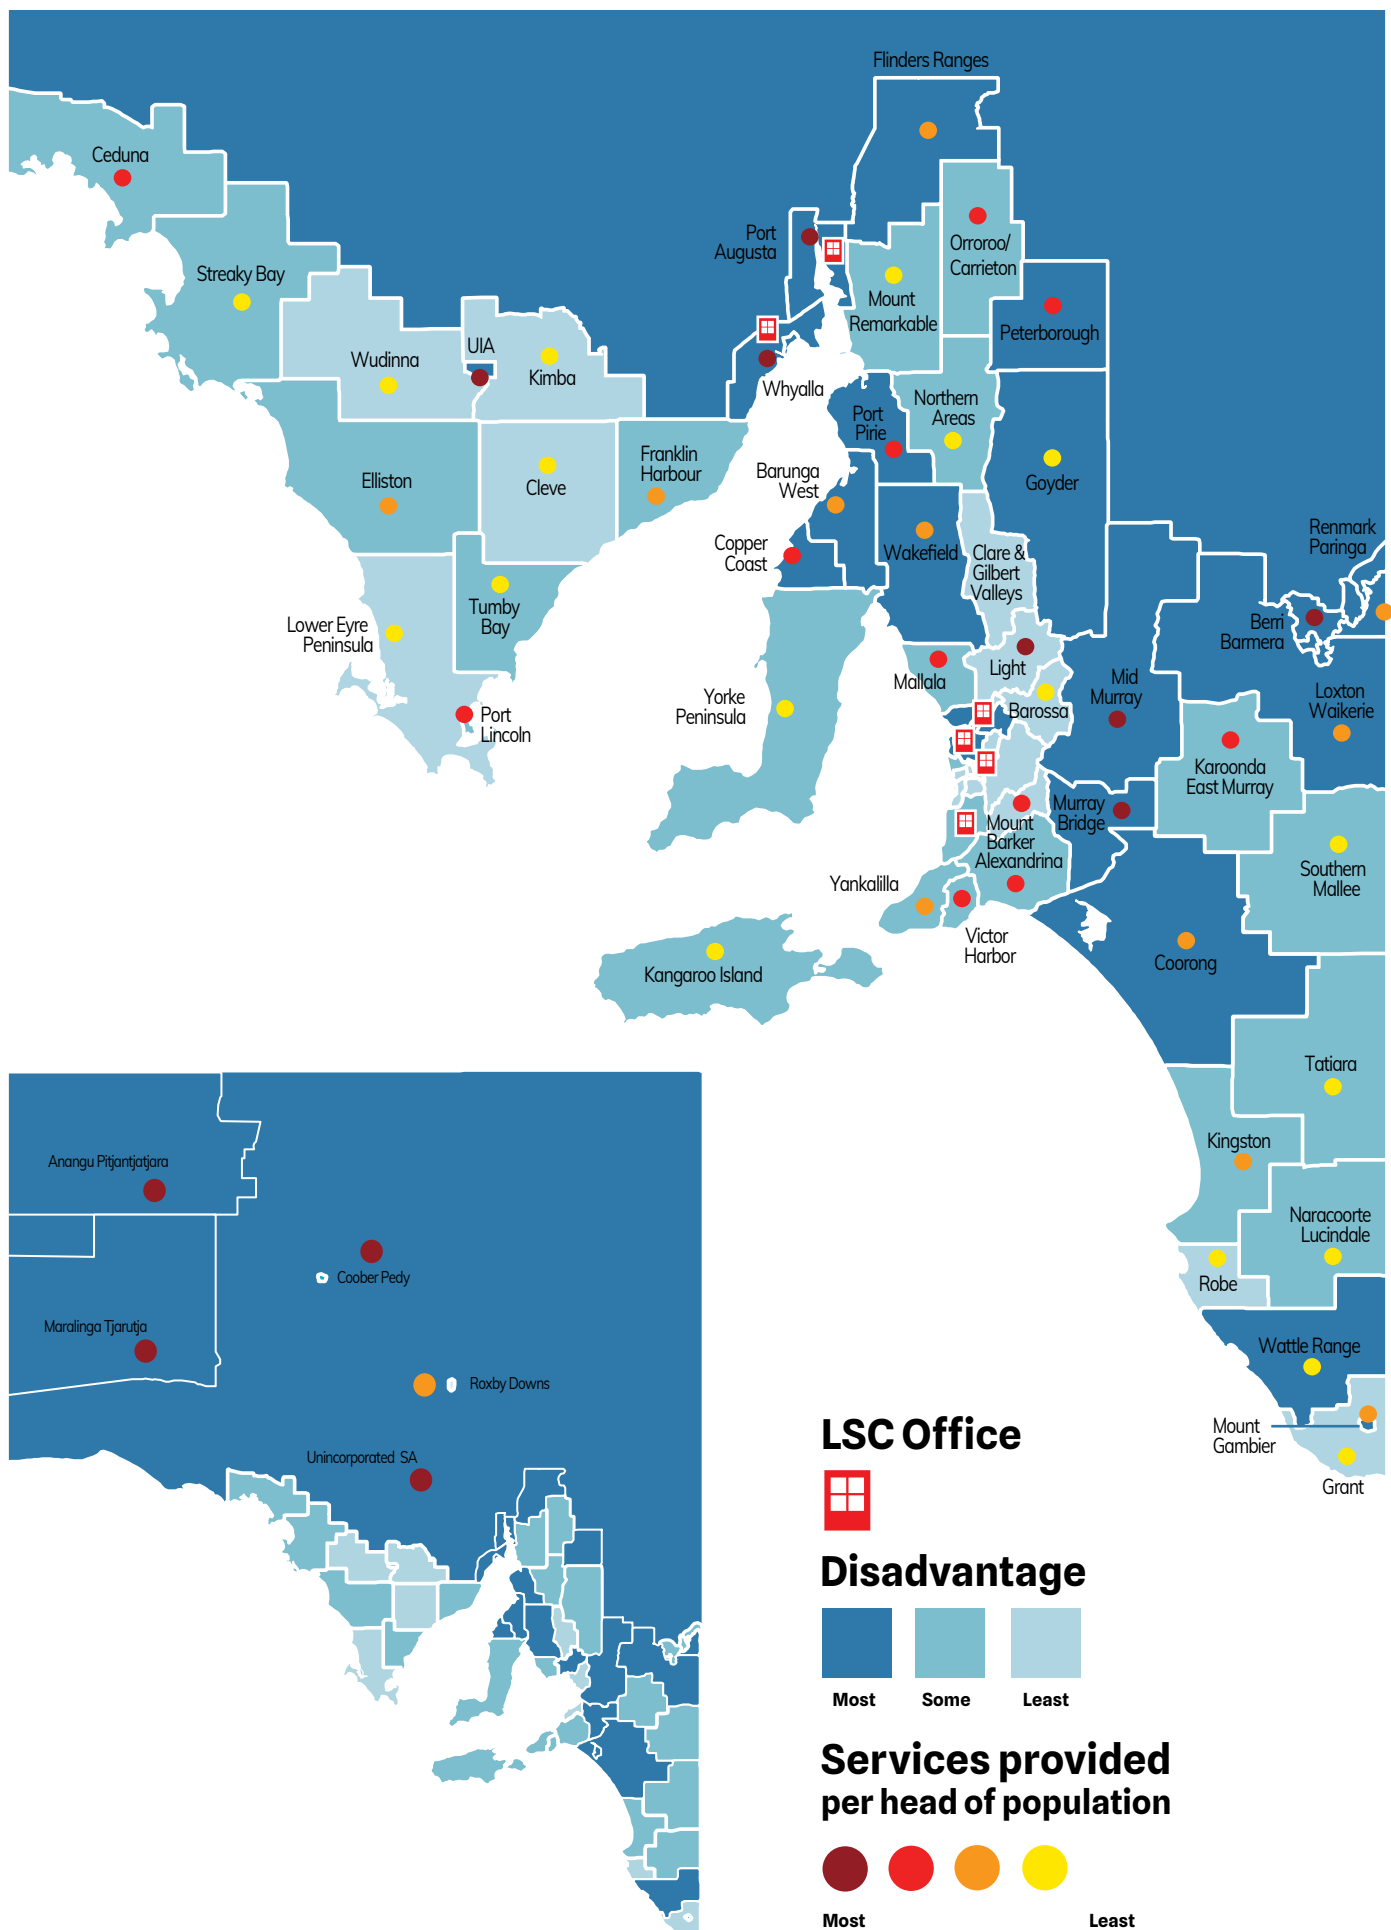 Flinders Ranges
Ceduna
Port
Augusta
Orroroo/
Carrieton
Streaky Bay
Mount
Remarkable
Peterborough
UIA
Wudinna
Kimba
Whyalla
Northern
Areas
Port
Pirie
Franklin
Harbour
Barunga
West
Elliston
Cleve
Goyder
Renmark
Paringa
Copper
Coast
Wakefield
Clare &
Gilbert
Valleys
Tumby
Bay
Lower Eyre
Peninsula
Berri
Barmera
Light
Mallala
Mid
Murray
Loxton
Waikerie
Yorke
Peninsula
Barossa
Port
Lincoln
Karoonda
East Murray
Murray
Bridge
Mount
Barker
Alexandrina
Southern
Mallee
Yankalilla
Victor
Harbor
Kangaroo Island
Coorong
Tatiara
Kingston
Anangu Pitjantjatjara
Naracoorte
Lucindale
Coober Pedy
Robe
Maralinga Tjarutja
Wattle Range
Roxby Downs
Mount
Gambier
Unincorporated SA
Grant
LSC Office
Disadvantage
Most Some Least
Services provided
per head of population
Most Least